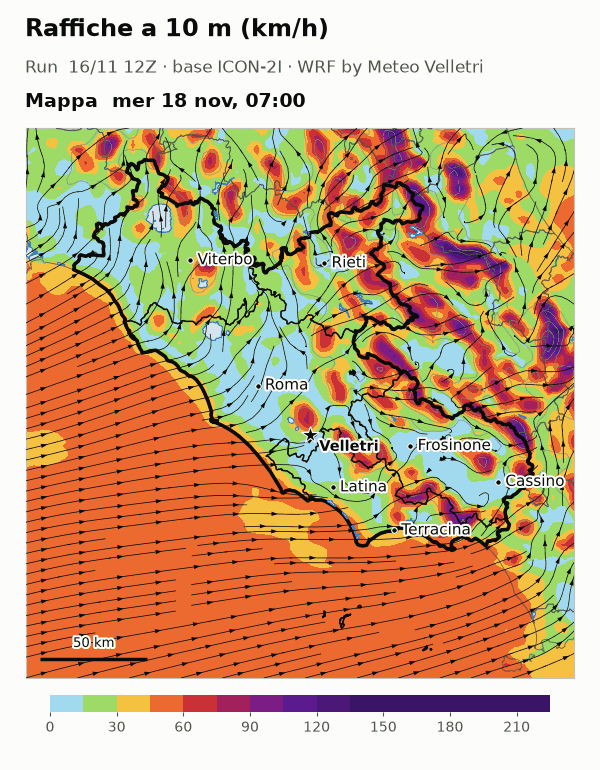 Raffiche a 10 m (km/h)
Run 16/11 12Z · base ICON-2I · WRF by Meteo Velletri
Mappa mer 18 nov, 07:00
Viterbo
Rieti
Roma
Velletri
Frosinone
Latina
Cassino
Terracina
50 km
0 30 60 90 120 150 180 210